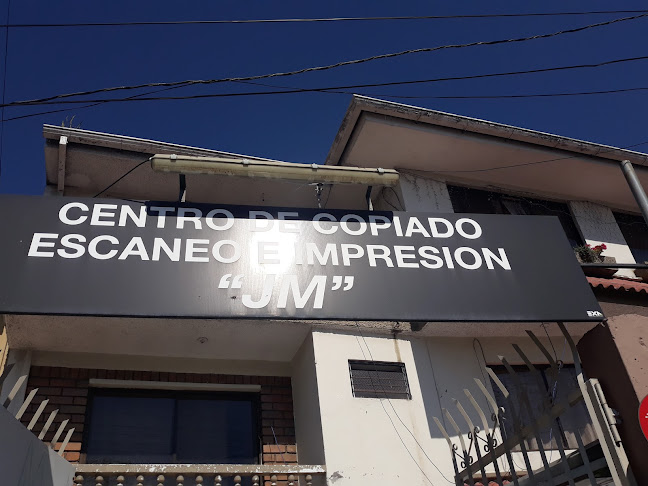 CENTRO DE COPIADO
ESCANEO E IMPRESION
“JM”